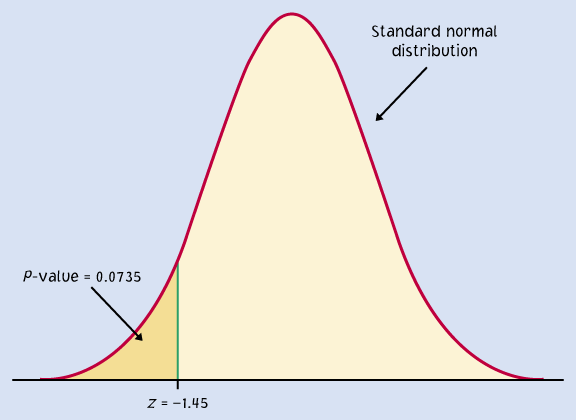 Standard normal
distribution
p-value = 0.0735
z = −1.45